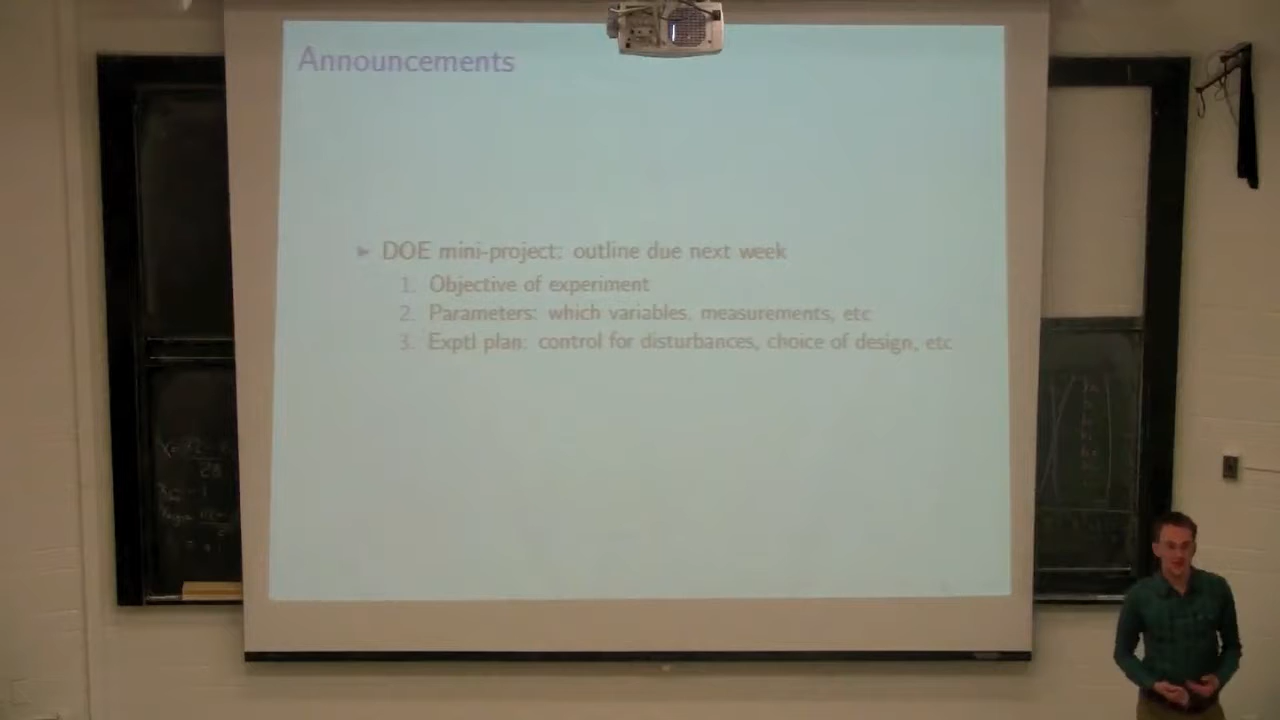 Announcements
► DOE mini-project: outline due next week
1. Objective of experiment
2. Parameters: which variables, measurements, etc
3. Exptl plan: control for disturbances, choice of design, etc